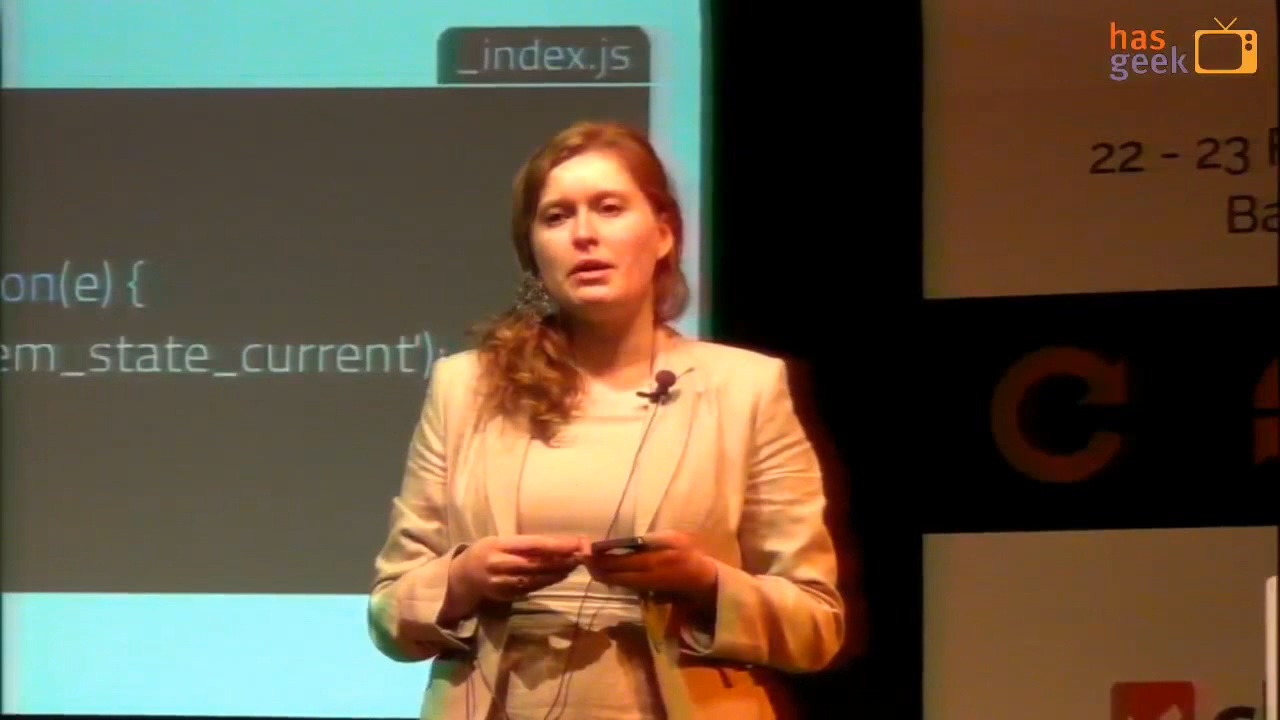 _index.js
on(e) {
em_state_current');
has
geek
22 - 23
Ba